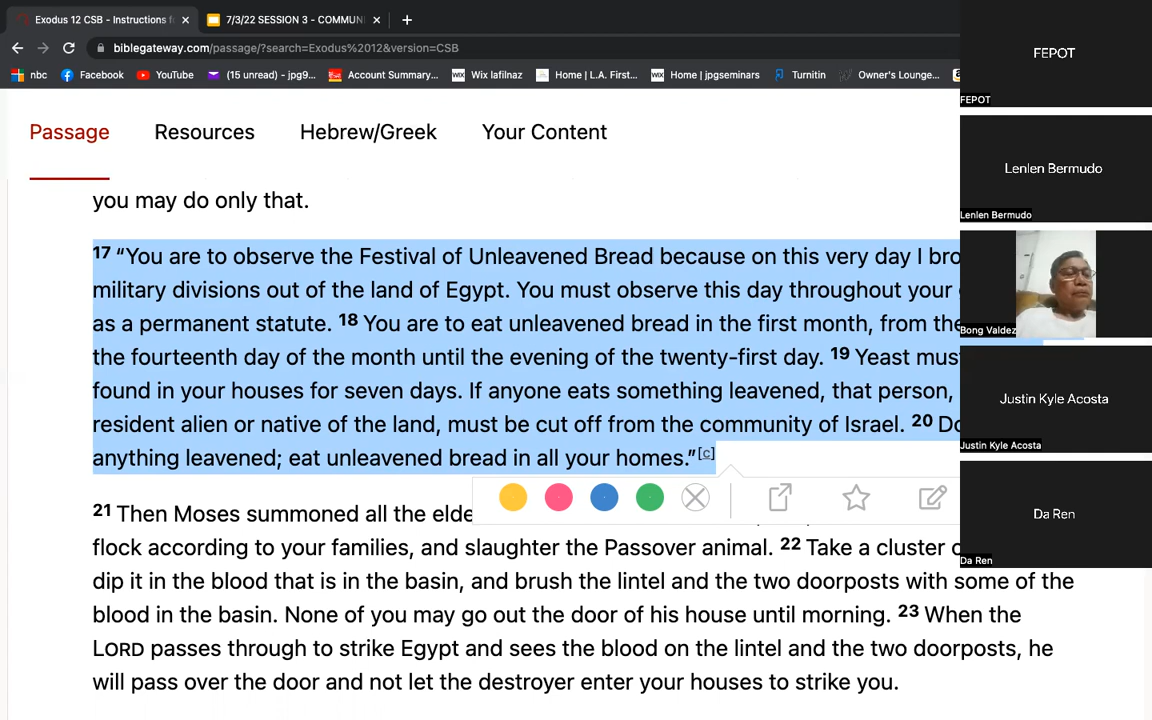 Exodus 12 CSB - Instructions f
7/3/22 SESSION 3 - COMMUN
biblegateway.com/passage/?search=Exodus%2012&version=CSB
nbc
Facebook
YouTube
(15 unread) - jpg9...
Account Summary...
WIX Wix lafilnaz
Home | L.A. First...
WIX Home | jpgseminars
Turnitin
Owner's Lounge...
Passage
Resources
Hebrew/Greek
Your Content
you may do only that.
17 “You are to observe the Festival of Unleavened Bread because on this very day I bro
military divisions out of the land of Egypt. You must observe this day throughout your
as a permanent statute. 18 You are to eat unleavened bread in the first month, from the
the fourteenth day of the month until the evening of the twenty-first day. 19 Yeast mus
found in your houses for seven days. If anyone eats something leavened, that person,
resident alien or native of the land, must be cut off from the community of Israel. 20 Do
anything leavened; eat unleavened bread in all your homes.”[c]
21 Then Moses summoned all the elde
flock according to your families, and slaughter the Passover animal. 22 Take a cluster
dip it in the blood that is in the basin, and brush the lintel and the two doorposts with some of the
blood in the basin. None of you may go out the door of his house until morning. 23 When the
LORD passes through to strike Egypt and sees the blood on the lintel and the two doorposts, he
will pass over the door and not let the destroyer enter your houses to strike you.
FEPOT
FEPOT
Lenlen Bermudo
Lenlen Bermudo
Bong Valdez
Justin Kyle Acosta
Justin Kyle Acosta
Da Ren
Da Ren